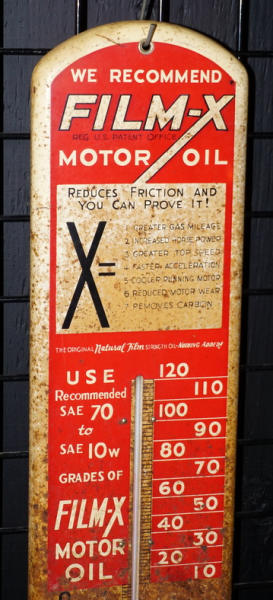 WE RECOMMEND
FILM-X
REG. U.S. PATENT OFFICE
MOTOR OIL
REDUCES FRICTION AND
YOU CAN PROVE IT!
X=
1 GREATER GAS MILEAGE
2 INCREASED HORSE POWER
3 GREATER TOP SPEED
4 FASTER ACCELERATION
5 COOLER RUNNING MOTOR
6 REDUCED MOTOR WEAR
7 REMOVES CARBON
THE ORIGINAL Natural Film STRENGTH OIL-NOTHING ADDED
USE
Recommended
SAE 70
to
SAE 10W
GRADES OF
FILM-X
MOTOR
OIL
120
110
100
90
80
70
60
50
40
30
20
10